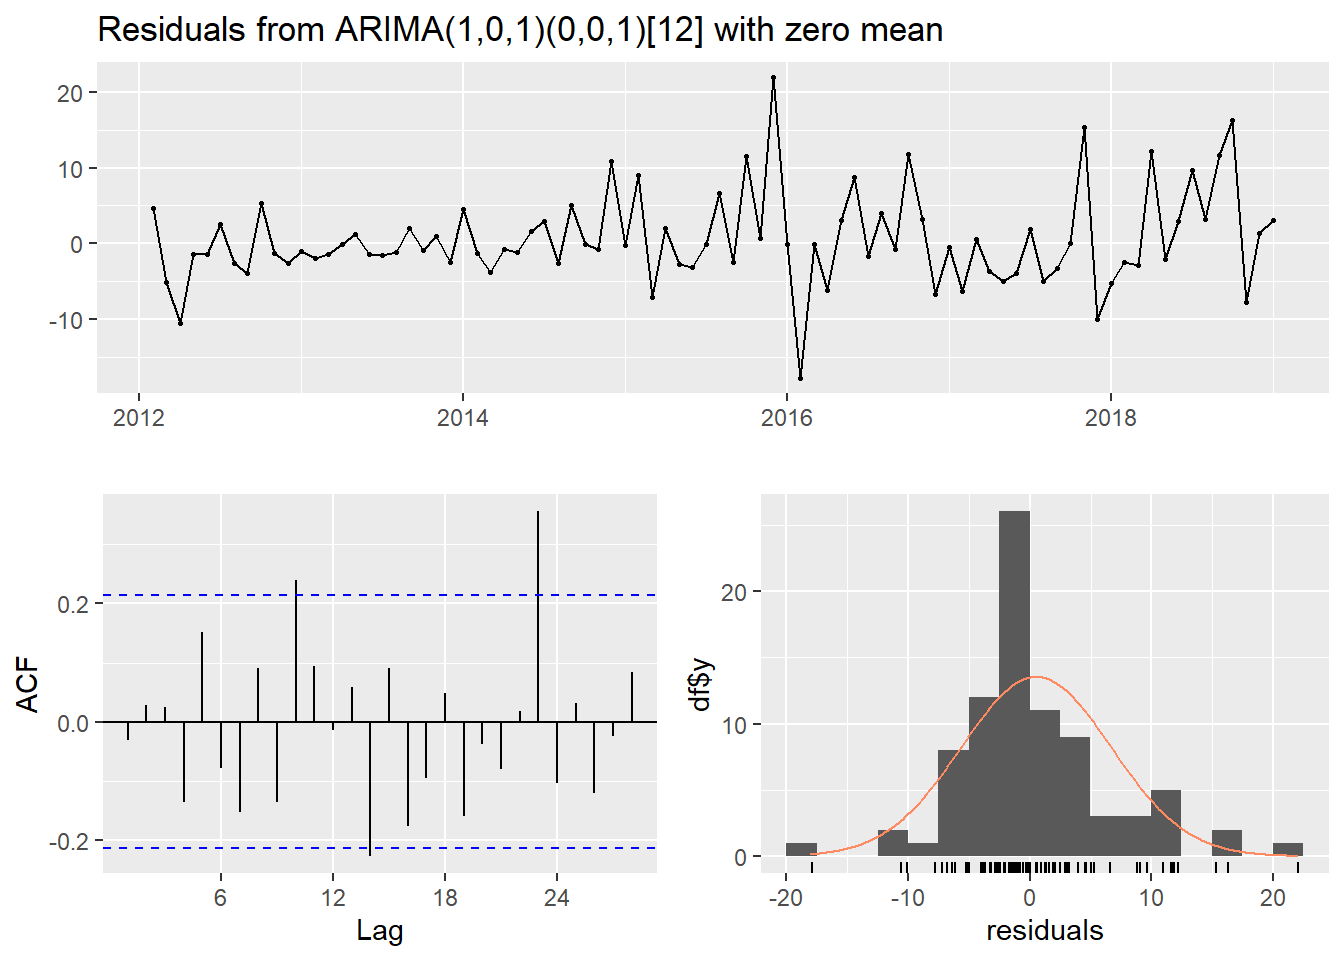 Residuals from ARIMA(1,0,1)(0,0,1)[12] with zero mean
20
10
0
-10
2012 2014 2016 2018
ACF
0.2
0.0
-0.2
6 12 18 24
Lag
df$y
20
10
0
-20 -10 0 10 20
residuals